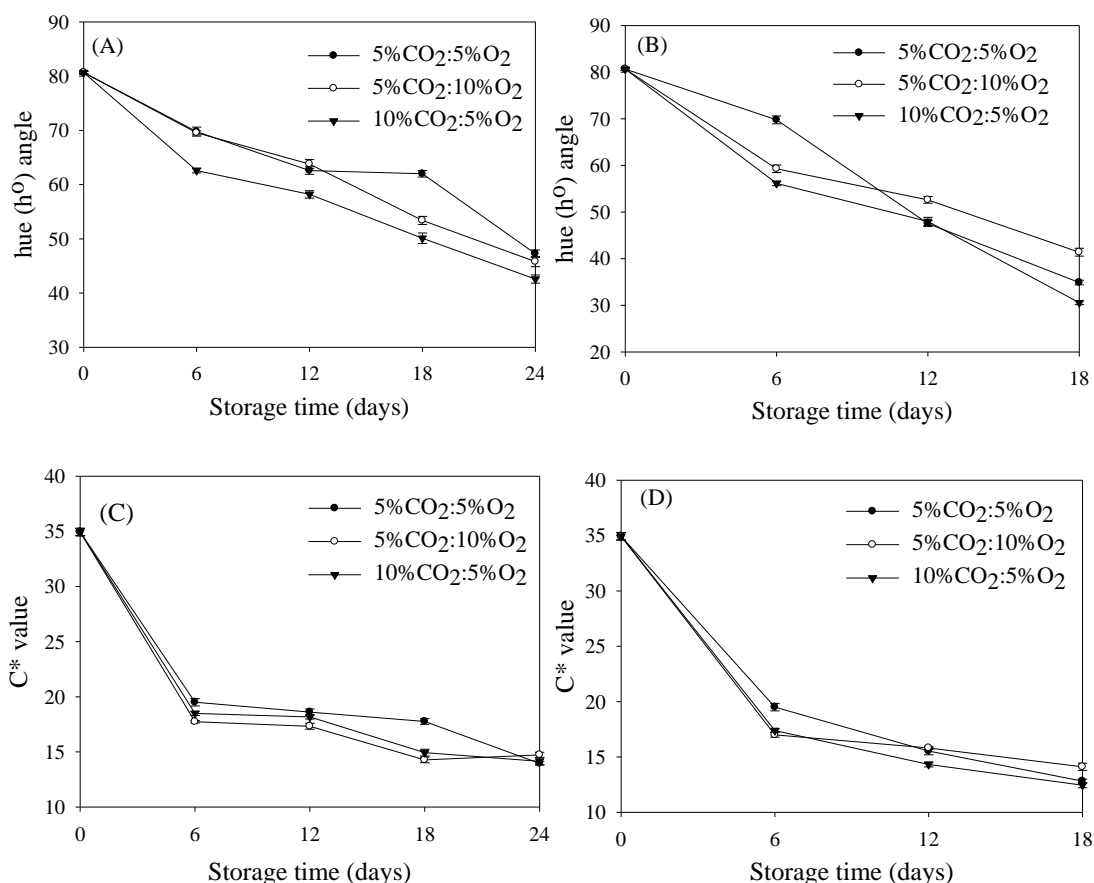 (A)
5%CO2:5%O2
5%CO2:10%O2
10%CO2:5%O2
90
80
70
60
50
40
30
hue (hO) angle
0 6 12 18 24
Storage time (days)
(B)
5%CO2:5%O2
5%CO2:10%O2
10%CO2:5%O2
90
80
70
60
50
40
30
20
hue (hO) angle
0 6 12 18
Storage time (days)
(C)
5%CO2:5%O2
5%CO2:10%O2
10%CO2:5%O2
40
35
30
25
20
15
10
C* value
0 6 12 18 24
Storage time (days)
(D)
5%CO2:5%O2
5%CO2:10%O2
10%CO2:5%O2
40
35
30
25
20
15
10
C* value
0 6 12 18
Storage time (days)